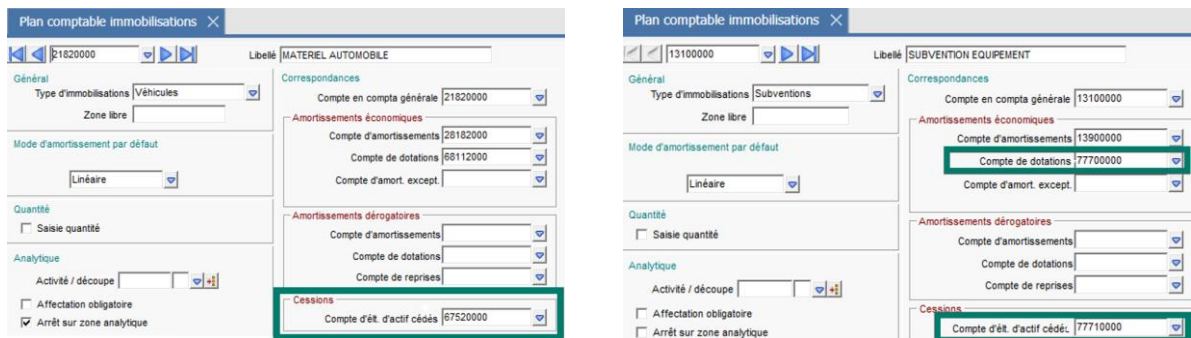 Plan comptable immobilisations ×
21820000 Libellé MATERIEL AUTOMOBILE
Général
Type d'immobilisations Véhicules
Zone libre
Mode d'amortissement par défaut
Linéaire
Quantité
Saisie quantité
Analytique
Activité / découpe
Affectation obligatoire
Arrêt sur zone analytique
Correspondances
Compte en compta générale 21820000
Amortissements économiques
Compte d'amortissements 28182000
Compte de dotations 68112000
Compte d'amort. except.
Amortissements dérogatoires
Compte d'amortissements
Compte de dotations
Compte de reprises
Cessions
Compte d'élt. d'actif cédés 67520000
Plan comptable immobilisations ×
13100000 Libellé SUBVENTION EQUIPEMENT
Général
Type d'immobilisations Subventions
Zone libre
Mode d'amortissement par défaut
Linéaire
Quantité
Saisie quantité
Analytique
Activité / découpe
Affectation obligatoire
Arrêt sur zone analytique
Correspondances
Compte en compta générale 13100000
Amortissements économiques
Compte d'amortissements 13900000
Compte de dotations 77700000
Compte d'amort. except.
Amortissements dérogatoires
Compte d'amortissements
Compte de dotations
Compte de reprises
Cessions
Compte d'élt. d'actif cédés 77710000